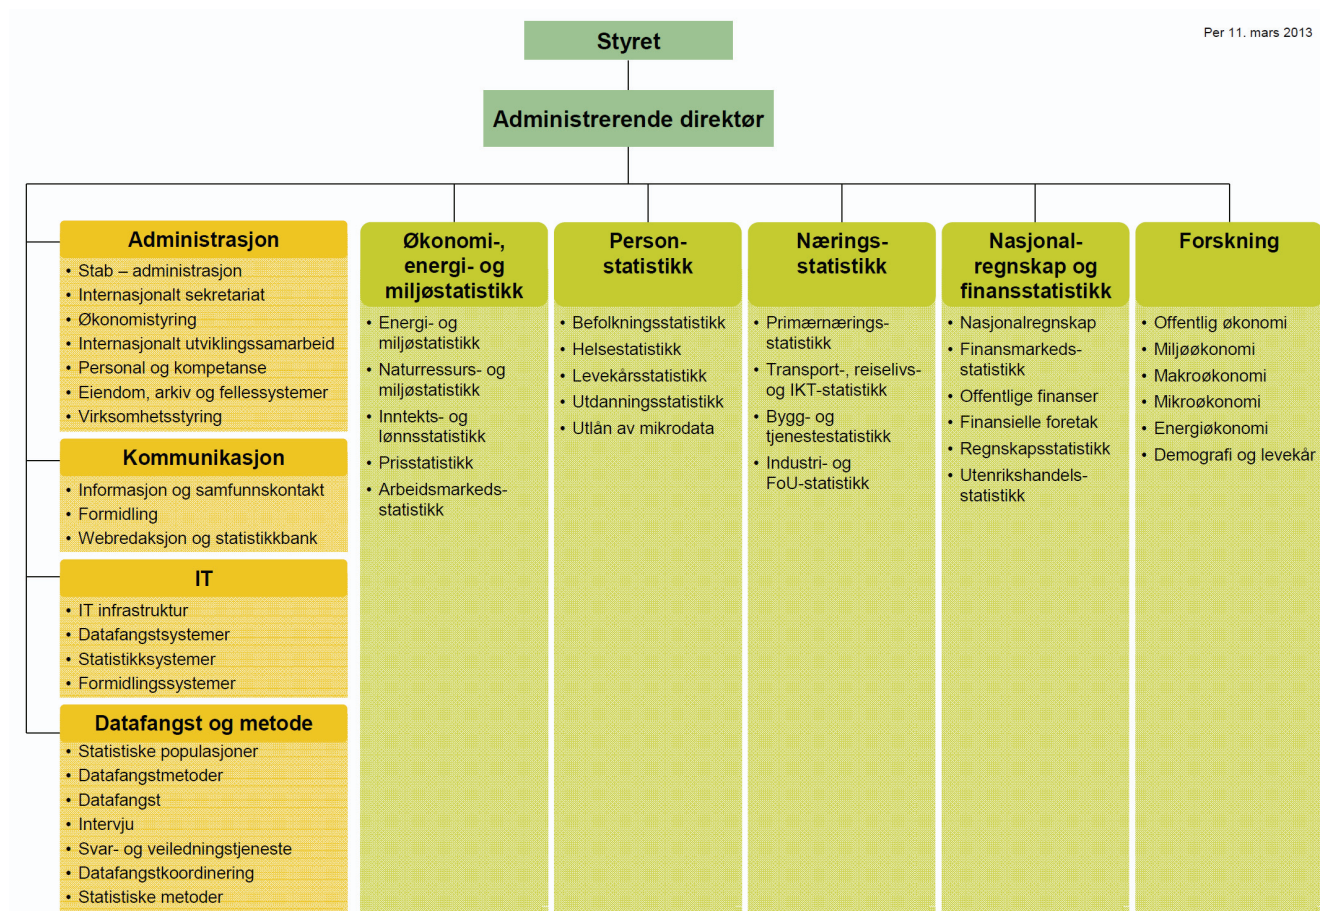 Per 11. mars 2013
Styret
Administrerende direktør
Administrasjon
• Stab – administrasjon
• Internasjonalt sekretariat
• Økonomistyring
• Internasjonalt utviklingssamarbeid
• Personal og kompetanse
• Eiendom, arkiv og fellessystemer
• Virksomhetsstyring
Kommunikasjon
• Informasjon og samfunnskontakt
• Formidling
• Webredaksjon og statistikkbank
IT
• IT infrastruktur
• Datafangstsystemer
• Statistikksystemer
• Formidlingssystemer
Datafangst og metode
• Statistiske populasjoner
• Datafangstmetoder
• Datafangst
• Intervju
• Svar- og veiledningstjeneste
• Datafangstkoordinering
• Statistiske metoder
Økonomi-,
energi- og
miljøstatistikk
• Energi- og
miljøstatistikk
• Naturressurs- og
miljøstatistikk
• Inntekts- og
lønnsstatistikk
• Prisstatistikk
• Arbeidsmarkeds-
statistikk
Person-
statistikk
• Befolkningsstatistikk
• Helsestatistikk
• Levekårsstatistikk
• Utdanningsstatistikk
• Utlån av mikrodata
Nærings-
statistikk
• Primærnærings-
statistikk
• Transport-, reiselivs-
og IKT-statistikk
• Bygg- og
tjenestestatistikk
• Industri- og
FoU-statistikk
Nasjonal-
regnskap og
finansstatistikk
• Nasjonalregnskap
• Finansmarkeds-
statistikk
• Offentlige finanser
• Finansielle foretak
• Regnskapsstatistikk
• Utenrikshandels-
statistikk
Forskning
• Offentlig økonomi
• Miljøøkonomi
• Makroøkonomi
• Mikroøkonomi
• Energiøkonomi
• Demografi og levekår